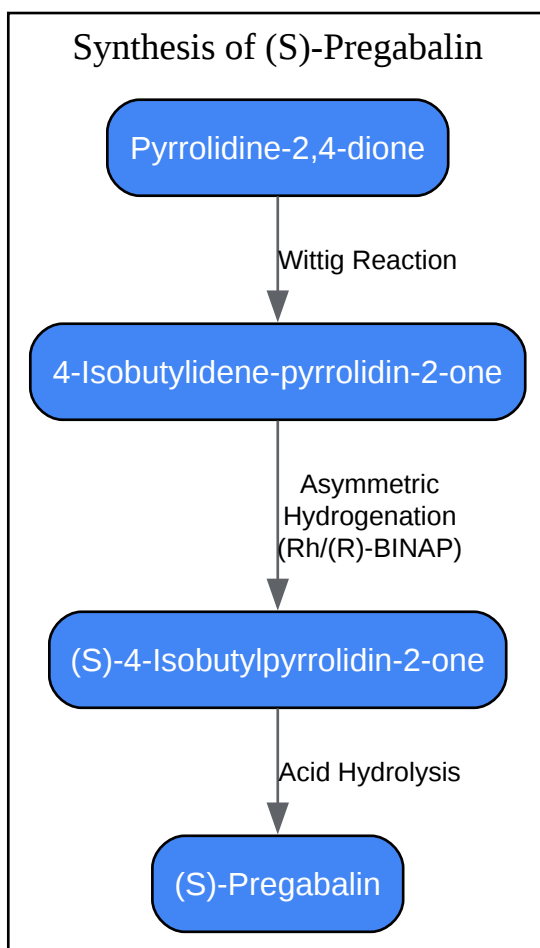 Synthesis of (S)-Pregabalin
Pyrrolidine-2,4-dione
Wittig Reaction
4-Isobutylidene-pyrrolidin-2-one
Asymmetric
Hydrogenation
(Rh/(R)-BINAP)
(S)-4-Isobutylpyrrolidin-2-one
Acid Hydrolysis
(S)-Pregabalin